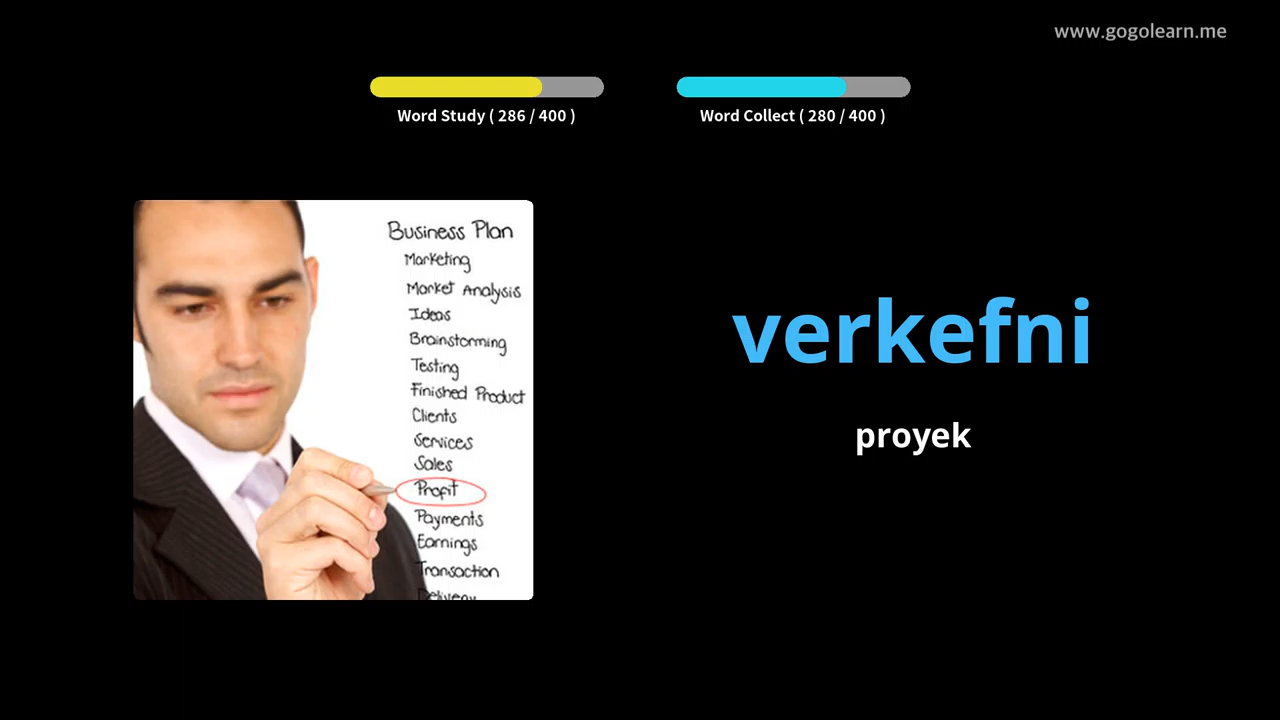 www.gogolearn.me
Word Study ( 286 / 400 )
Word Collect ( 280 / 400 )
Business Plan
Marketing
Market Analysis
Ideas
Brainstorming
Testing
Finished Product
Clients
Services
Sales
Profit
Payments
Earnings
Transaction
Delivery
verkefni
proyek